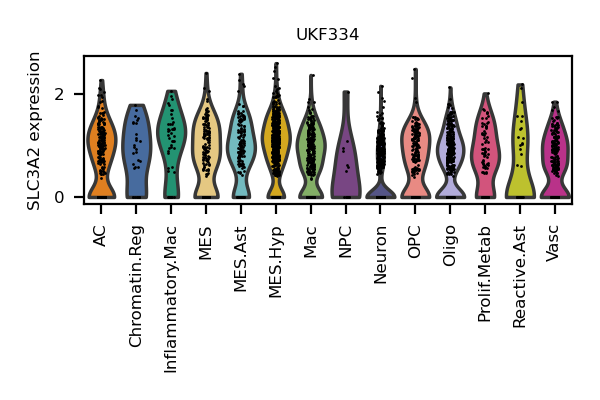 UKF334
SLC3A2 expression
2
0
AC
Chromatin.Reg
Inflammatory.Mac
MES
MES.Ast
MES.Hyp
Mac
NPC
Neuron
OPC
Oligo
Prolif.Metab
Reactive.Ast
Vasc